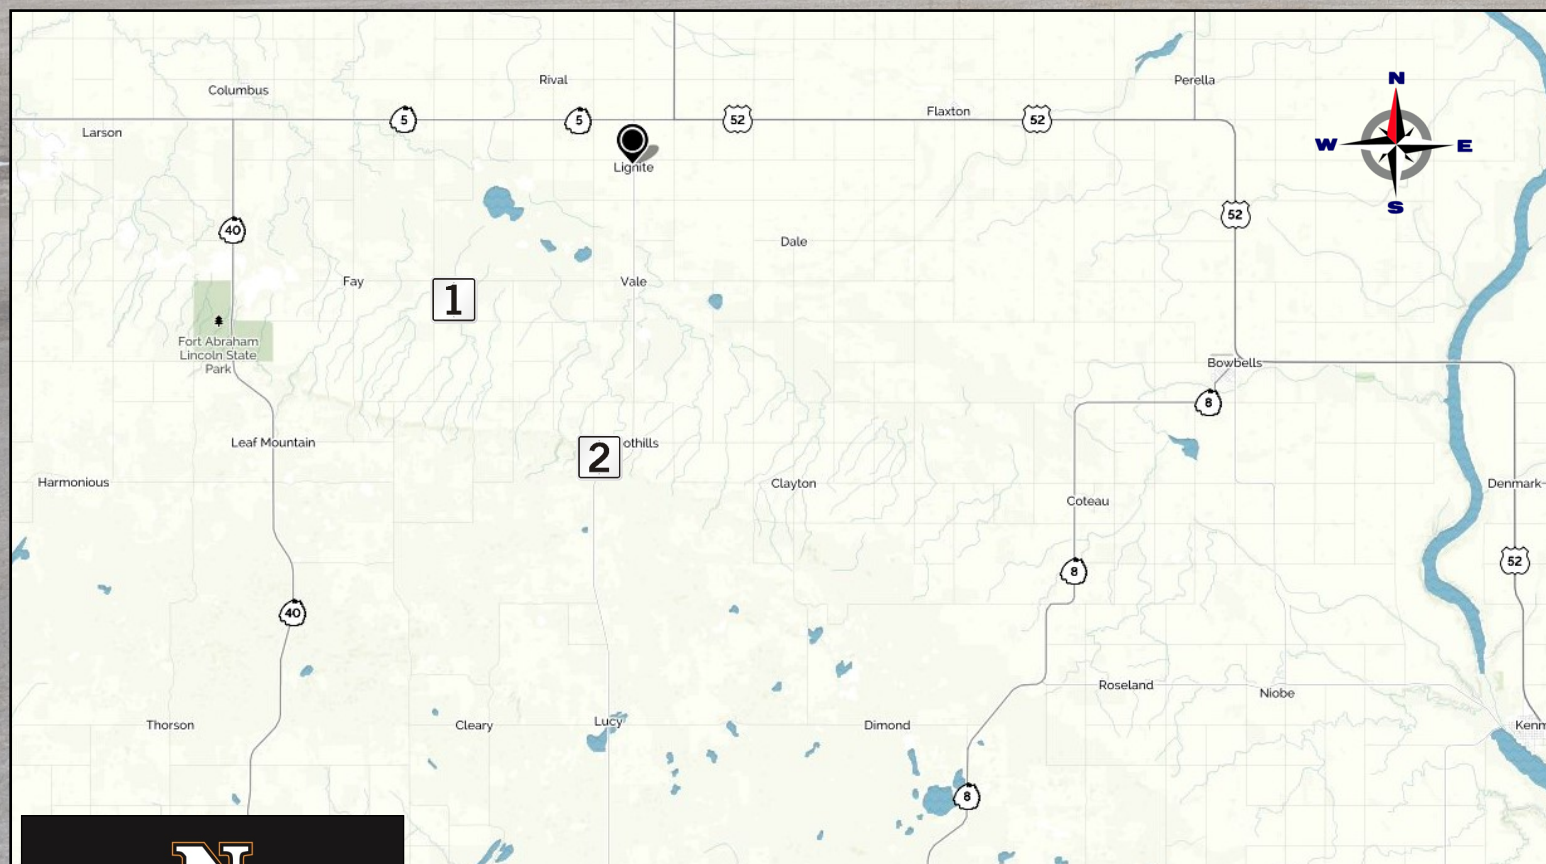 N
Rival
Perella
Columbus
Flaxton
5
5
52
52
Larson
W
E
Lignite
S
52
40
Dale
Fay
Vale
1
Fort Abraham
Lincoln State
Park
Bowbells
8
Leaf Mountain
2
othills
Harmonious
Clayton
Denmark
Coteau
52
8
40
Roseland
Niobe
Thorson
Cleary
Lucy
Dimond
Kenm
8
N